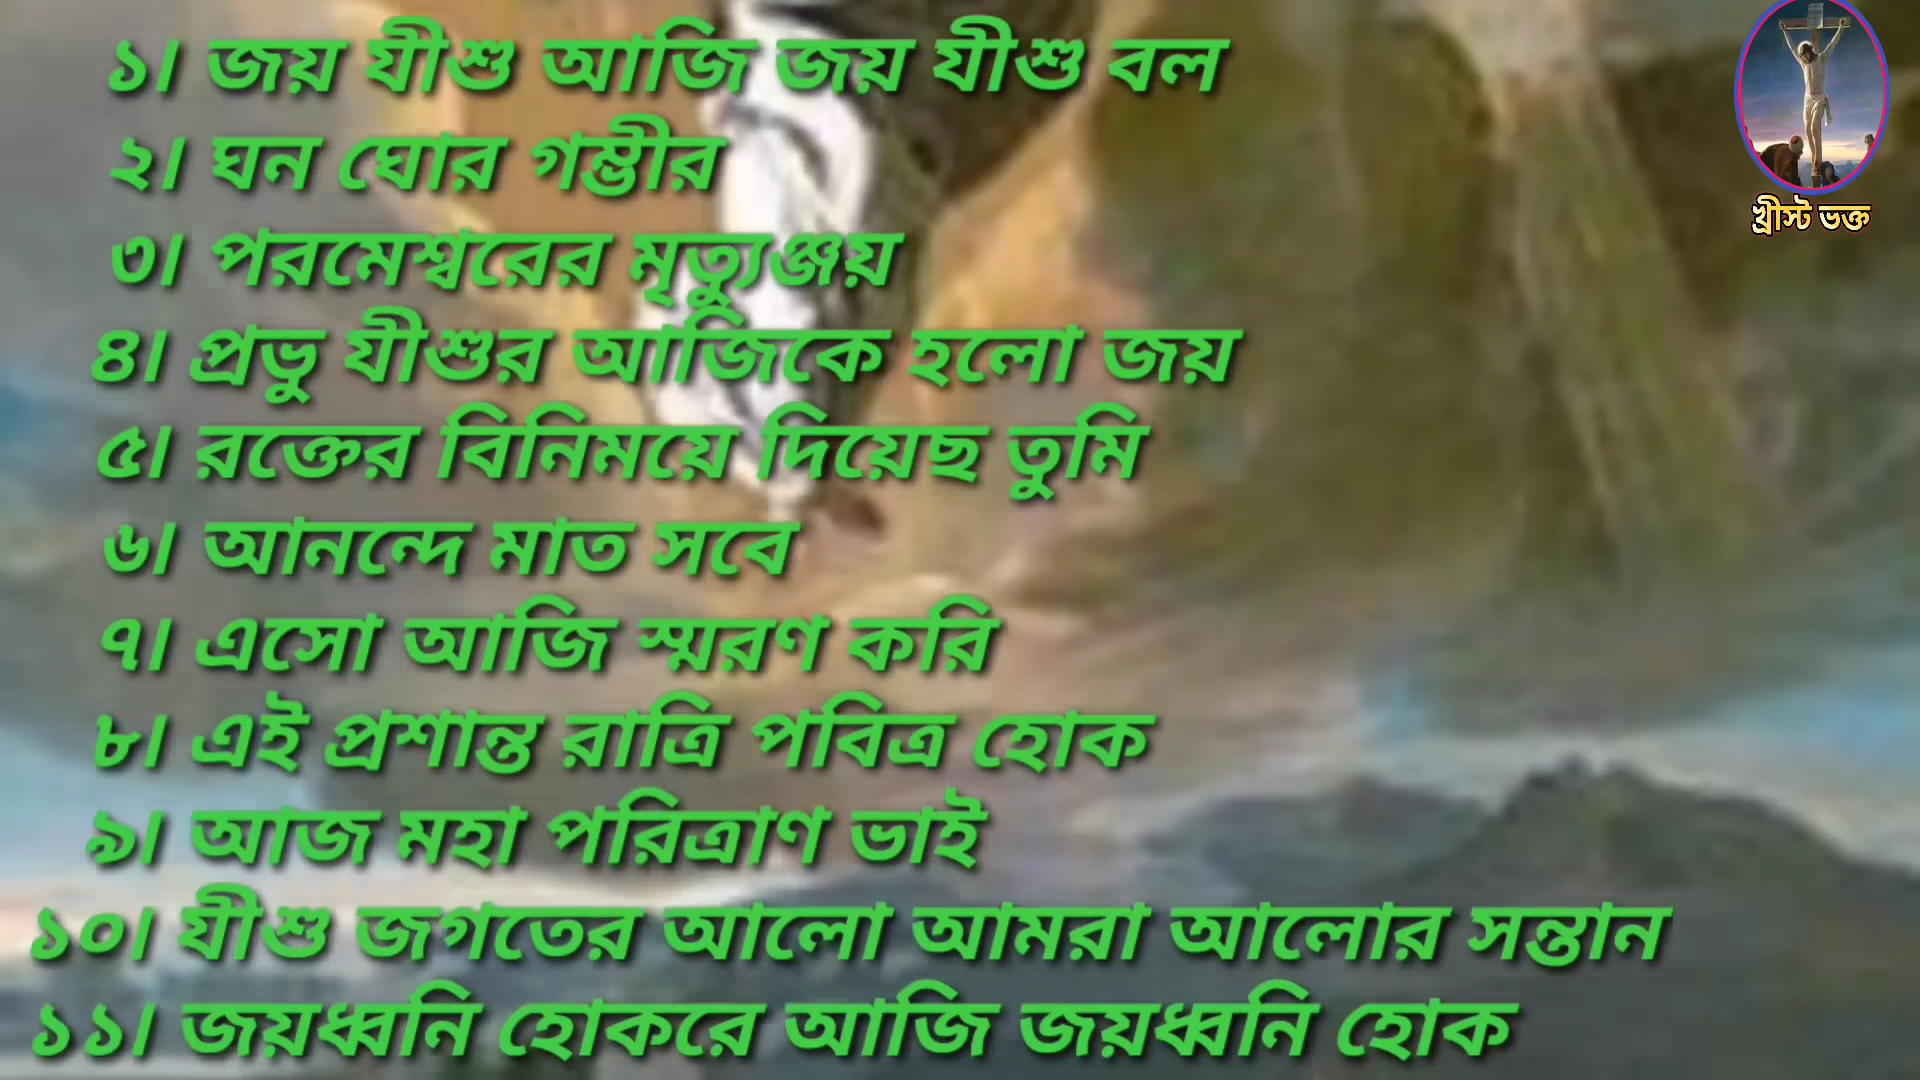 ১। জয় যীশু আজি জয় যীশু বল
২। ঘন ঘোর গম্ভীর
৩। পরমেশ্বরের মৃত্যুঞ্জয়
৪। প্রভু যীশুর আজিকে হলো জয়
৫। রক্তের বিনিময়ে দিয়েছ তুমি
৬। আনন্দে মাত সবে
৭। এসো আজি স্মরণ করি
৮। এই প্রশান্ত রাত্রি পবিত্র হোক
৯। আজ মহা পরিত্রাণ ভাই
১০। যীশু জগতের আলো আমরা আলোর সন্তান
১১। জয়ধ্বনি হোকরে আজি জয়ধ্বনি হোক
খ্রীস্ট ভক্ত